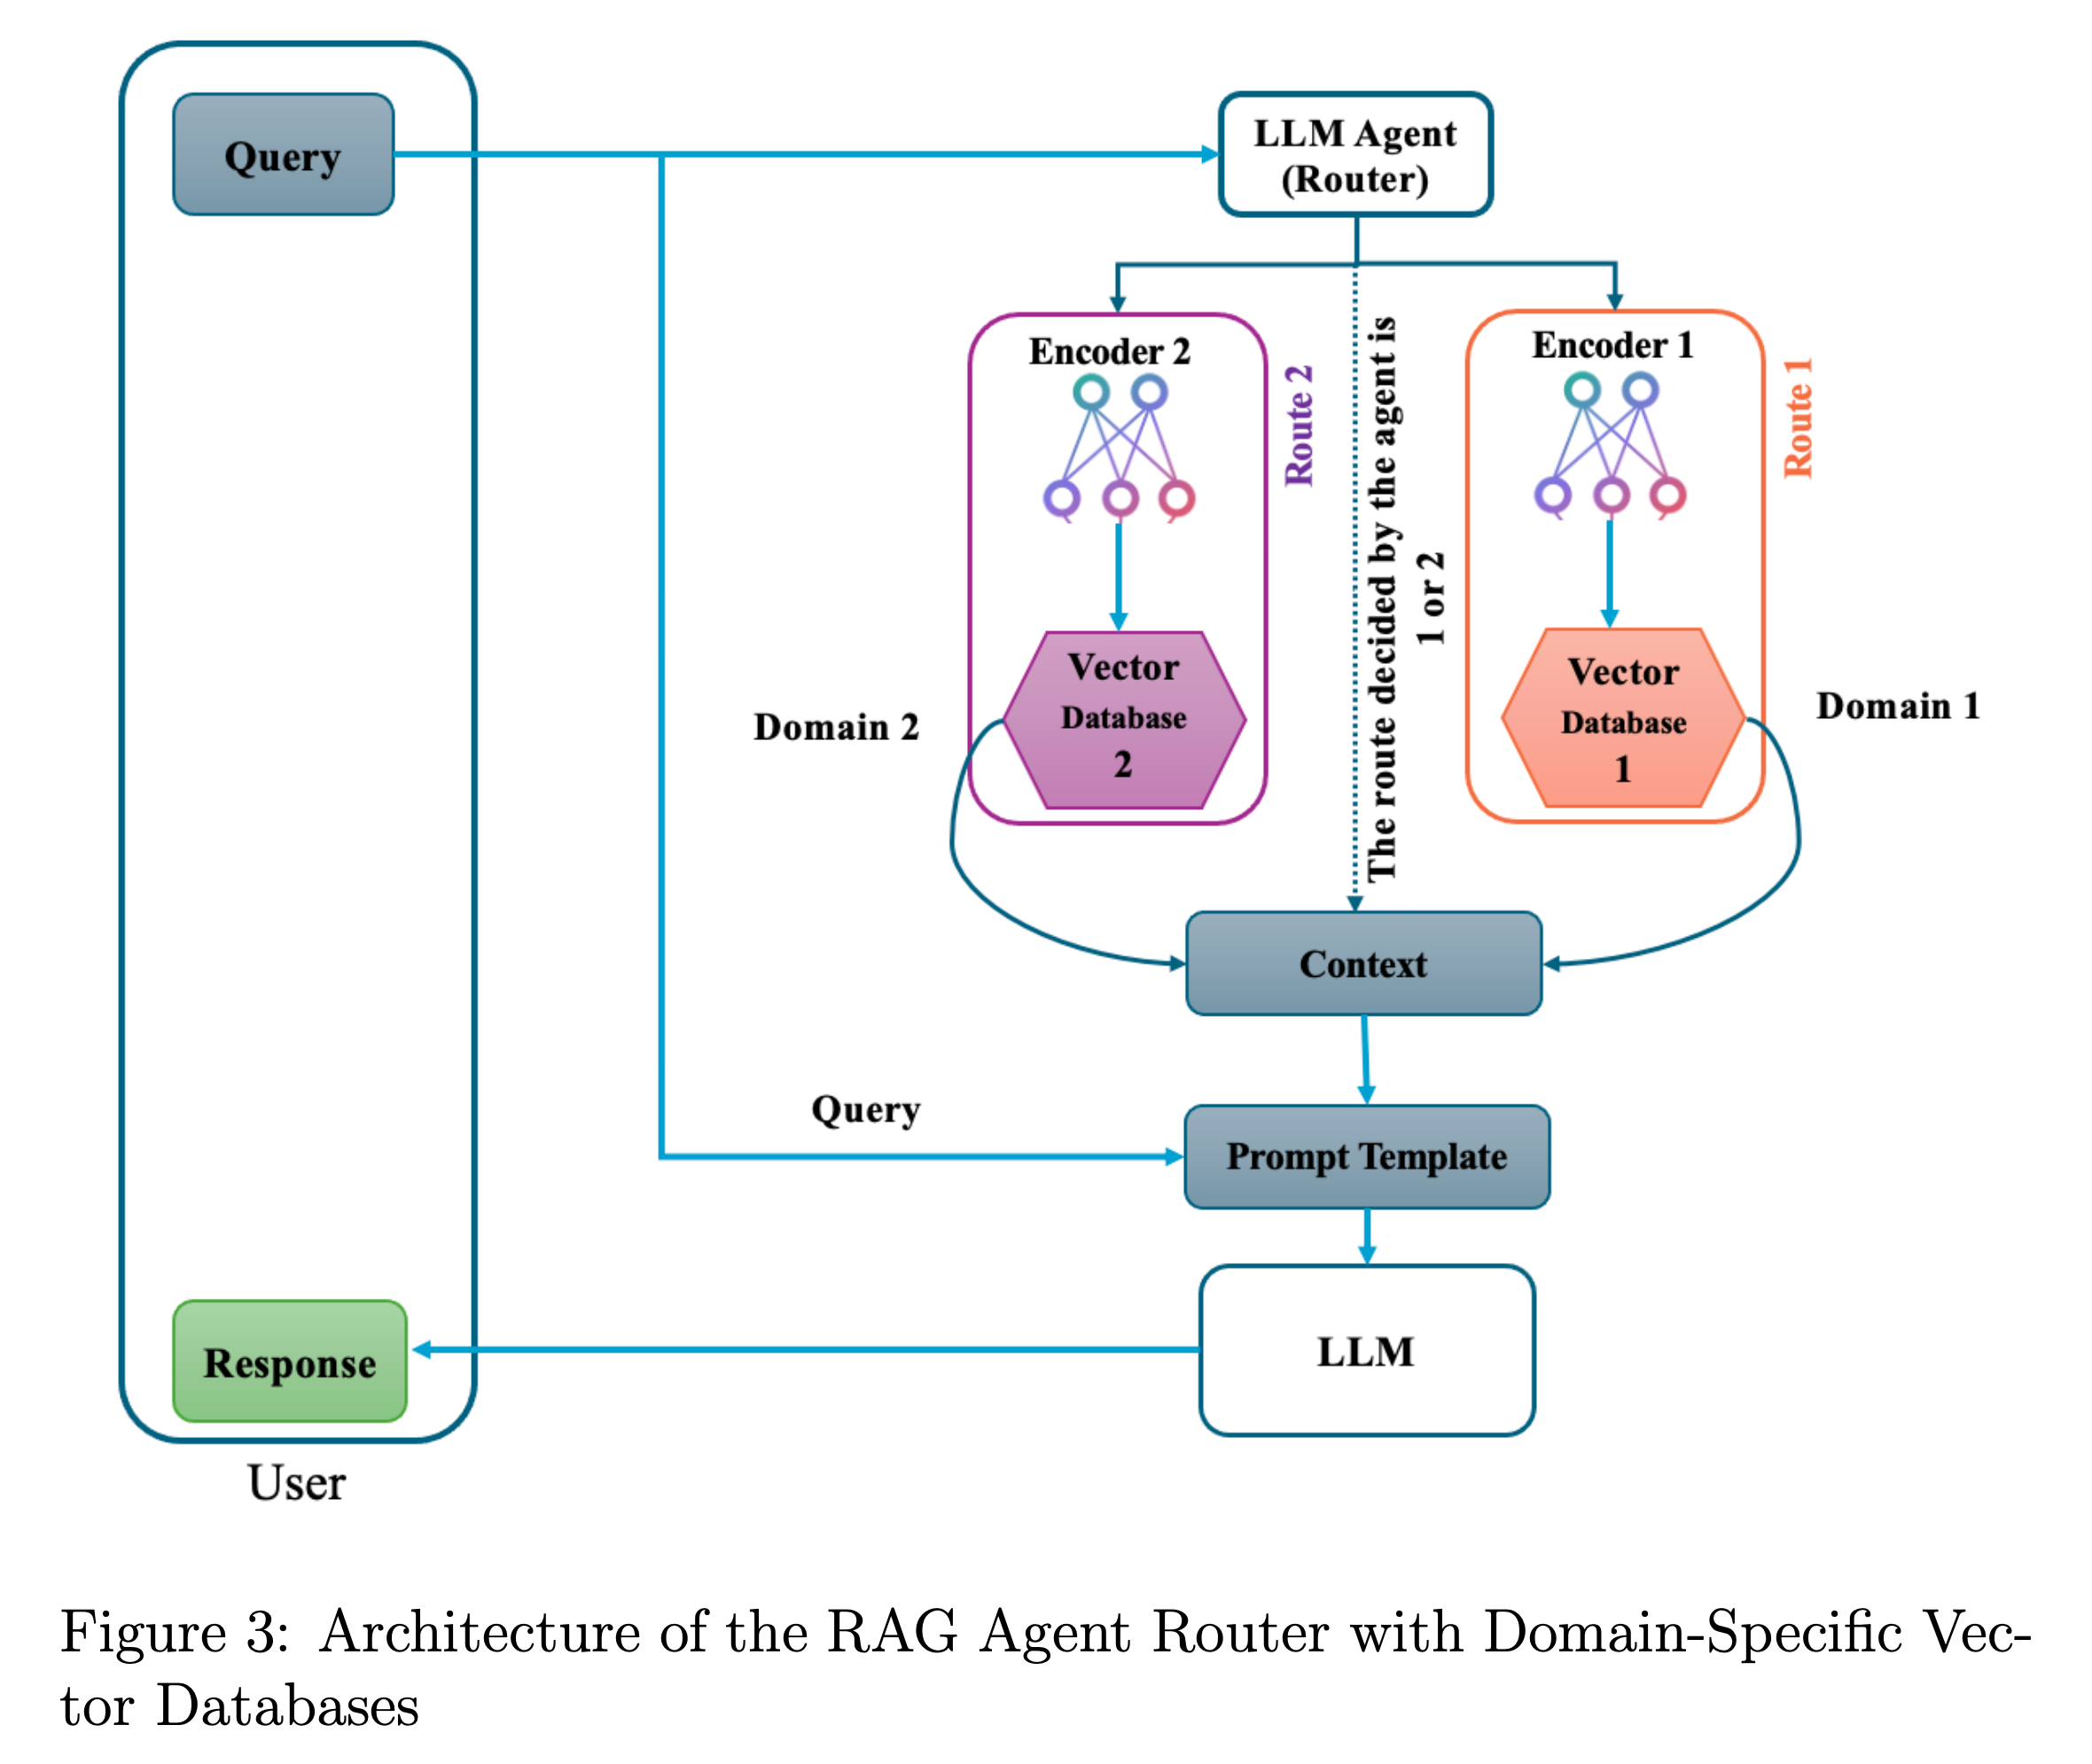 Query
LLM Agent
(Router)
Encoder 2
Route 2
The route decided by the agent is
1 or 2
Encoder 1
Route 1
Vector
Database
2
Domain 2
Vector
Database
1
Domain 1
Context
Query
Prompt Template
LLM
Response
User
Figure 3: Architecture of the RAG Agent Router with Domain-Specific Vec-
tor Databases